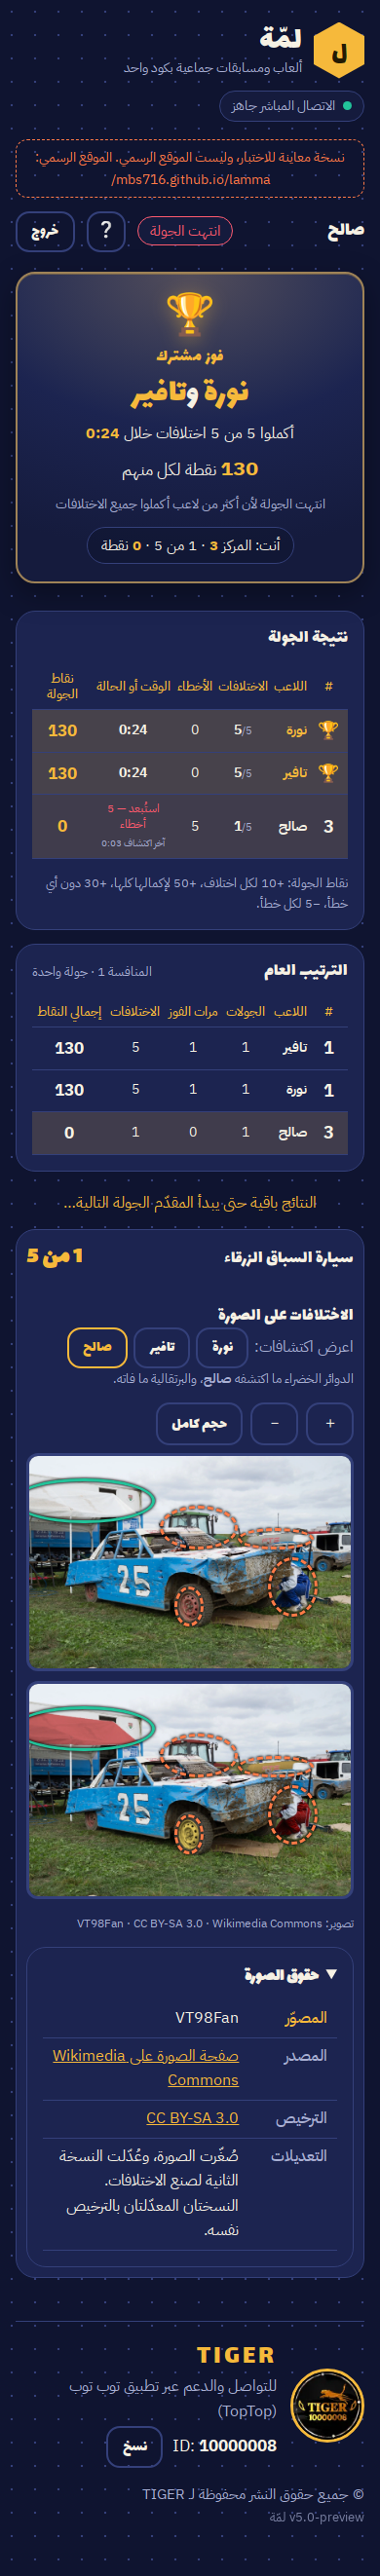 ل
لمّة
ألعاب ومسابقات جماعية بكود واحد
الاتصال المباشر جاهز
نسخة معاينة للاختبار، وليست الموقع الرسمي. الموقع الرسمي:
mbs716.github.io/lamma/
صالح
انتهت الجولة
?
خروج
فوز مشترك
نورة وتافير
أكملوا 5 من 5 اختلافات خلال 0:24
130 نقطة لكل منهم
انتهت الجولة لأن أكثر من لاعب أكملوا جميع الاختلافات
أنت: المركز 3 · 1 من 5 · 0 نقطة
نتيجة الجولة
# اللاعب الاختلافات الأخطاء الوقت أو الحالة نقاط الجولة
نورة 5/5 0 0:24 130
تافير 5/5 0 0:24 130
3 صالح 1/5 5 استُبعد — 5 أخطاء 0
آخر اكتشاف 0:03
نقاط الجولة: +10 لكل اختلاف، +50 لإكمالها كلها، +30 دون أي
خطأ، −5 لكل خطأ.
الترتيب العام
المنافسة 1 · جولة واحدة
# اللاعب الجولات مرات الفوز الاختلافات إجمالي النقاط
1 تافير 1 1 5 130
1 نورة 1 1 5 130
3 صالح 1 0 1 0
النتائج باقية حتى يبدأ المقدّم الجولة التالية...
سيارة السباق الزرقاء
1 من 5
الاختلافات على الصورة
اعرض اكتشافات: نورة تافير صالح
الدوائر الخضراء ما اكتشفه صالح، والبرتقالية ما فاته.
+ − حجم كامل
25
25
تصوير: VT98Fan · CC BY-SA 3.0 · Wikimedia Commons
▼ حقوق الصورة
المصوّر VT98Fan
المصدر صفحة الصورة على Wikimedia
Commons
الترخيص CC BY-SA 3.0
التعديلات صُغّرت الصورة، وعُدّلت النسخة
الثانية لصنع الاختلافات.
النسختان المعدّلتان بالترخيص
نفسه.
TIGER
10000008
TIGER
للتواصل والدعم عبر تطبيق توب توب
(TopTop)
ID: 10000008
نسخ
© جميع حقوق النشر محفوظة لـ TIGER
لمّة v5.0-preview